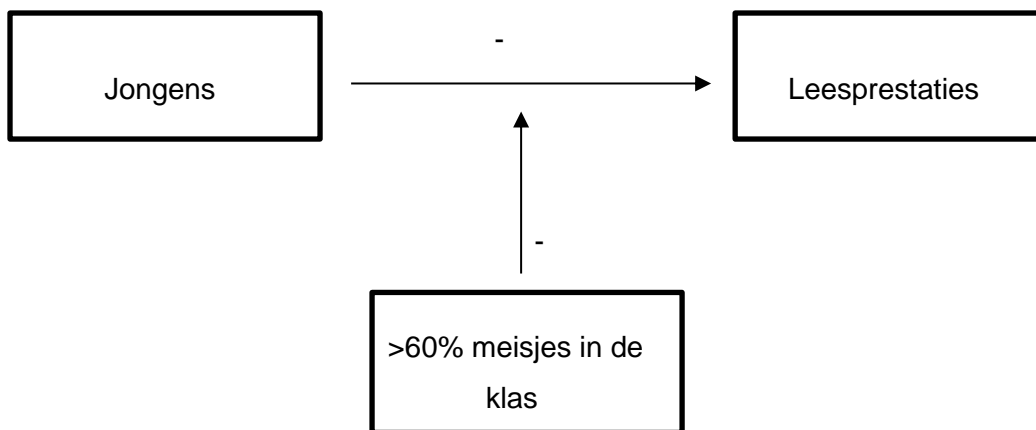 -
Jongens
Leesprestaties
-
>60% meisjes in de
klas